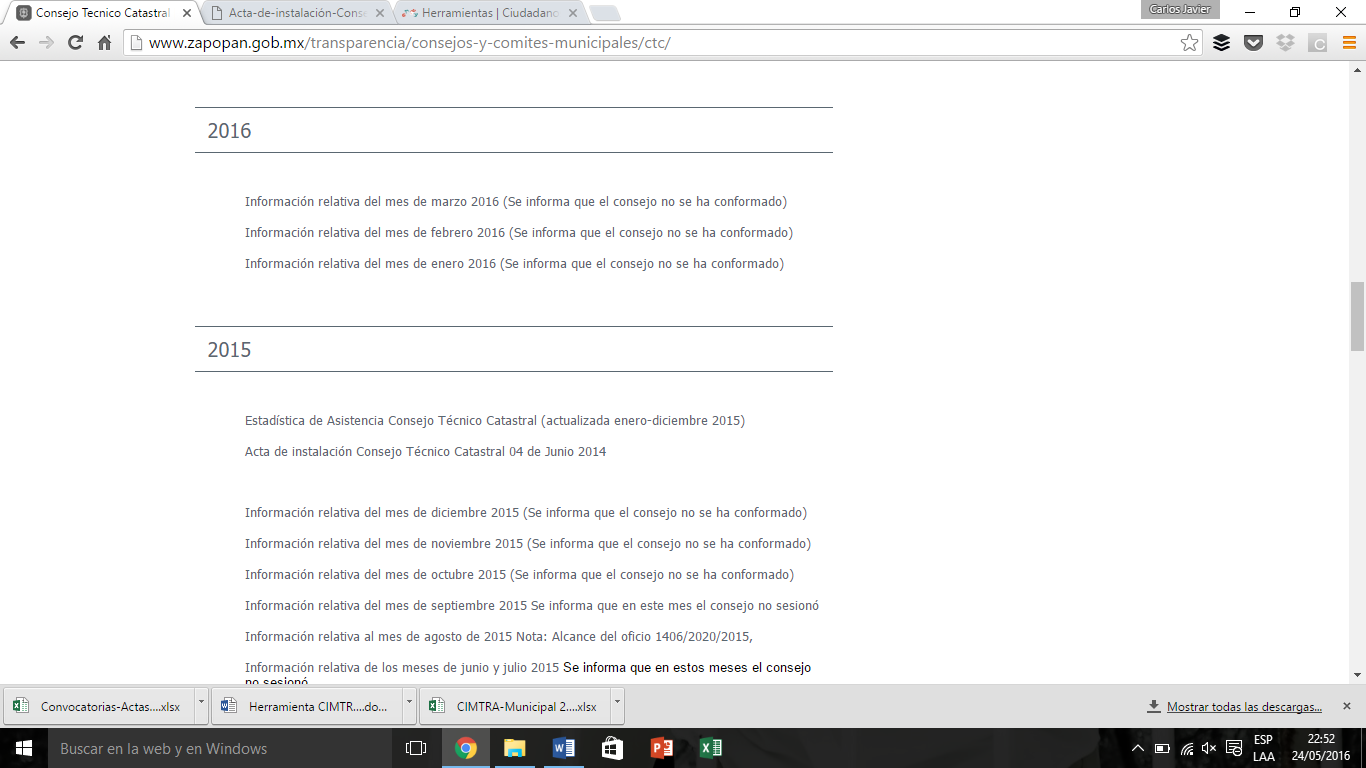 Consejo Tecnico Catastral
Acta-de-instalación-Conse
Herramientas | Ciudadano
Carlos Javier
www.zapopan.gob.mx/transparencia/consejos-y-comites-municipales/ctc/
2016
Información relativa del mes de marzo 2016 (Se informa que el consejo no se ha conformado)
Información relativa del mes de febrero 2016 (Se informa que el consejo no se ha conformado)
Información relativa del mes de enero 2016 (Se informa que el consejo no se ha conformado)
2015
Estadística de Asistencia Consejo Técnico Catastral (actualizada enero-diciembre 2015)
Acta de instalación Consejo Técnico Catastral 04 de Junio 2014
Información relativa del mes de diciembre 2015 (Se informa que el consejo no se ha conformado)
Información relativa del mes de noviembre 2015 (Se informa que el consejo no se ha conformado)
Información relativa del mes de octubre 2015 (Se informa que el consejo no se ha conformado)
Información relativa del mes de septiembre 2015 Se informa que en este mes el consejo no sesionó
Información relativa al mes de agosto de 2015 Nota: Alcance del oficio 1406/2020/2015,
Información relativa de los meses de junio y julio 2015 Se informa que en estos meses el consejo
no sesionó
Convocatorias-Actas....xlsx
Herramienta CIMTR....do...
CIMTRA-Municipal 2....xlsx
Mostrar todas las descargas...
Buscar en la web y en Windows
ESP
LAA
22:52
24/05/2016